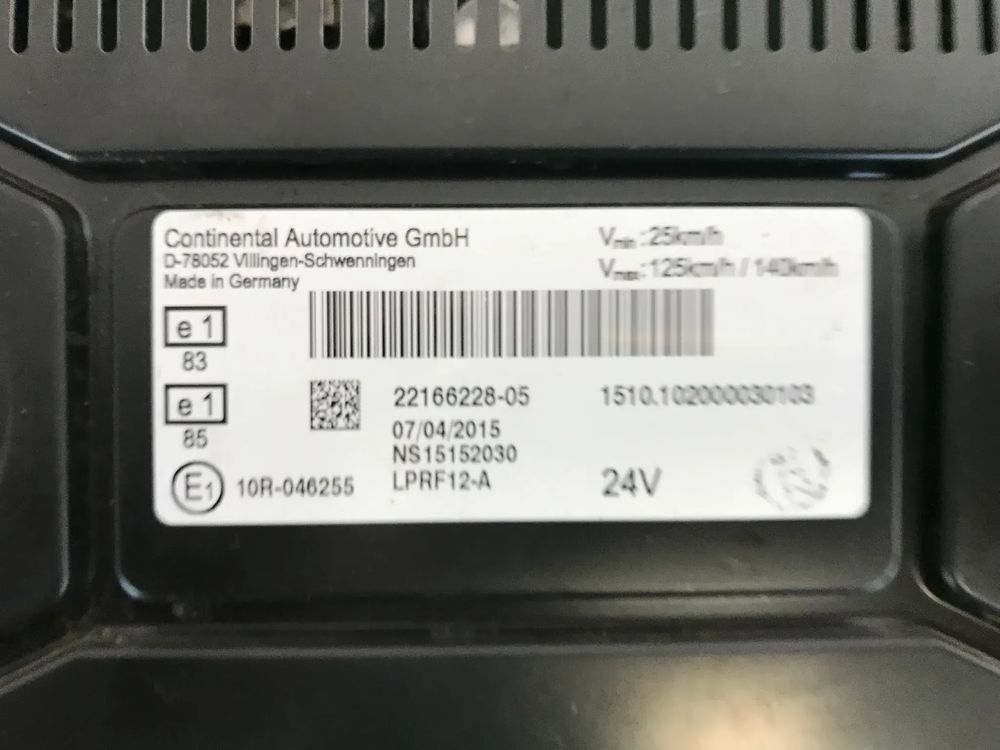 Continental Automotive GmbH
D-78052 Villingen-Schwenningen
Made in Germany
Vmin :25km/h
Vmax:125km/h / 140km/h
e 1
83
e 1
85
E1 10R-046255
22166228-05
07/04/2015
NS15152030
LPRF12-A
1510.102000030103
24V